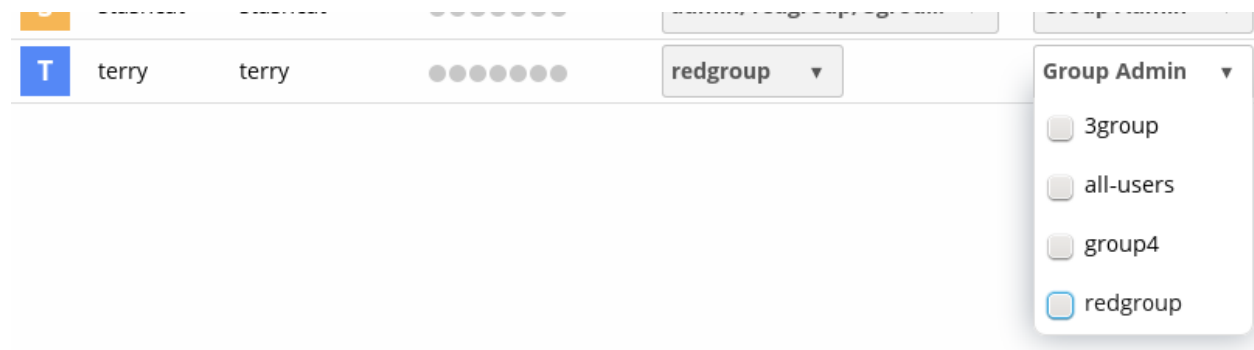 T terry terry redgroup ▼ Group Admin ▼
3group
all-users
group4
redgroup